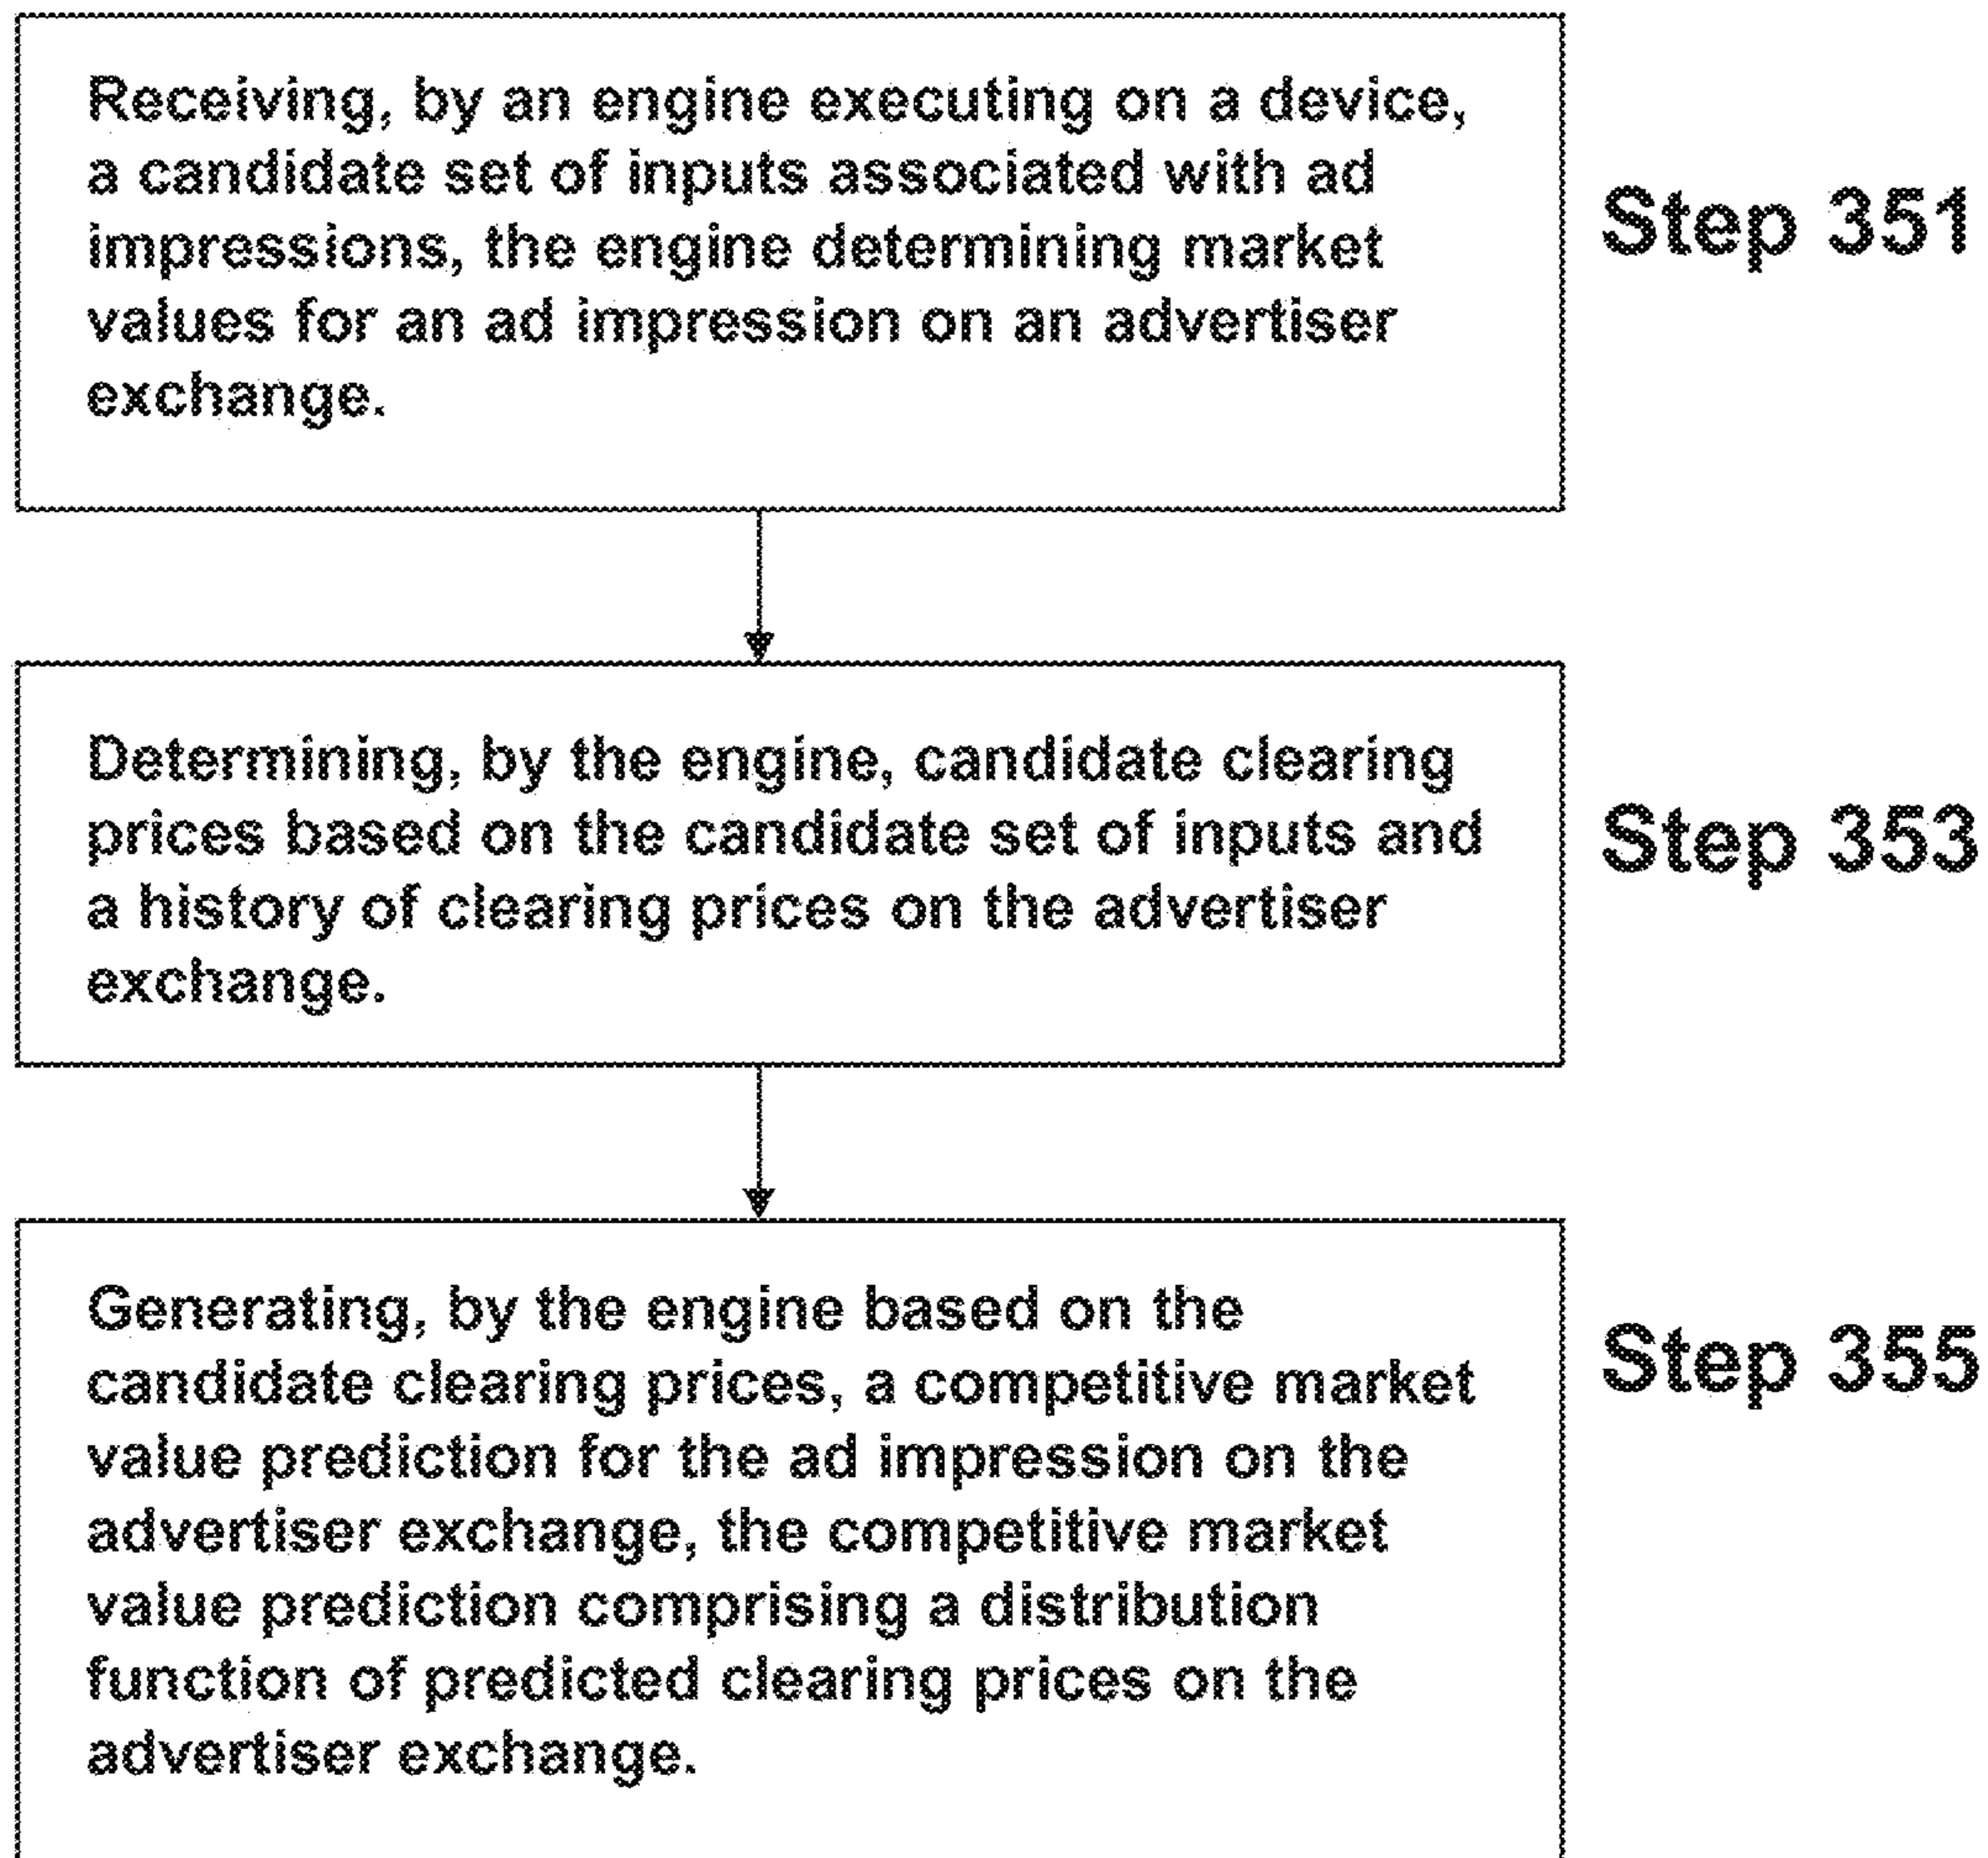 Receiving, by an engine executing on a device,
a candidate set of inputs associated with ad
impressions, the engine determining market
values for an ad impression on an advertiser
exchange.
Step 351
Determining, by the engine, candidate clearing
prices based on the candidate set of inputs and
a history of clearing prices on the advertiser
exchange.
Step 353
Generating, by the engine based on the
candidate clearing prices, a competitive market
value prediction for the ad impression on the
advertiser exchange, the competitive market
value prediction comprising a distribution
function of predicted clearing prices on the
advertiser exchange.
Step 355